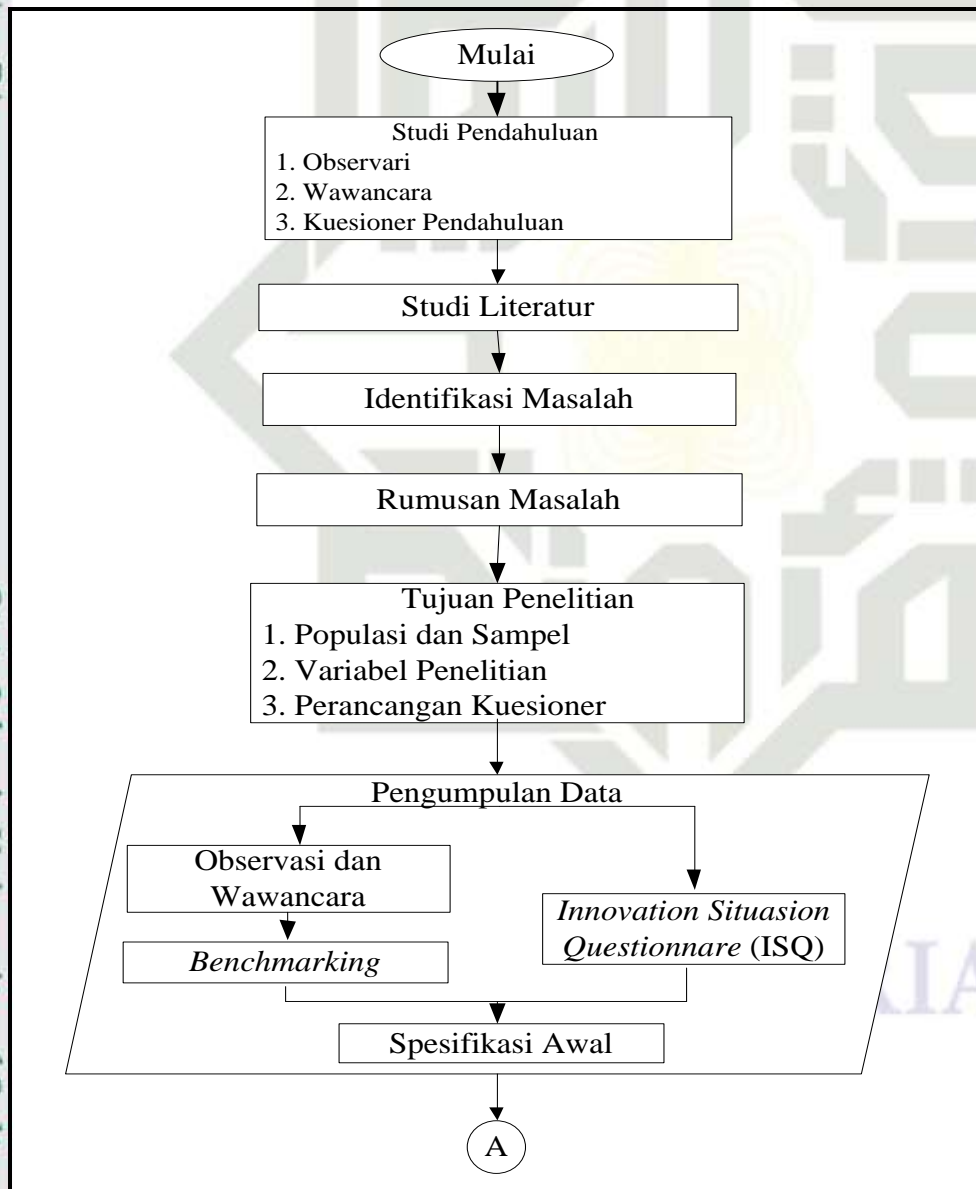 Mulai
Studi Pendahuluan
1. Observari
2. Wawancara
3. Kuesioner Pendahuluan
Studi Literatur
Identifikasi Masalah
Rumusan Masalah
Tujuan Penelitian
1. Populasi dan Sampel
2. Variabel Penelitian
3. Perancangan Kuesioner
Pengumpulan Data
Observasi dan
Wawancara
Benchmarking
Innovation Situasion
Questionnare (ISQ)
Spesifikasi Awal
A